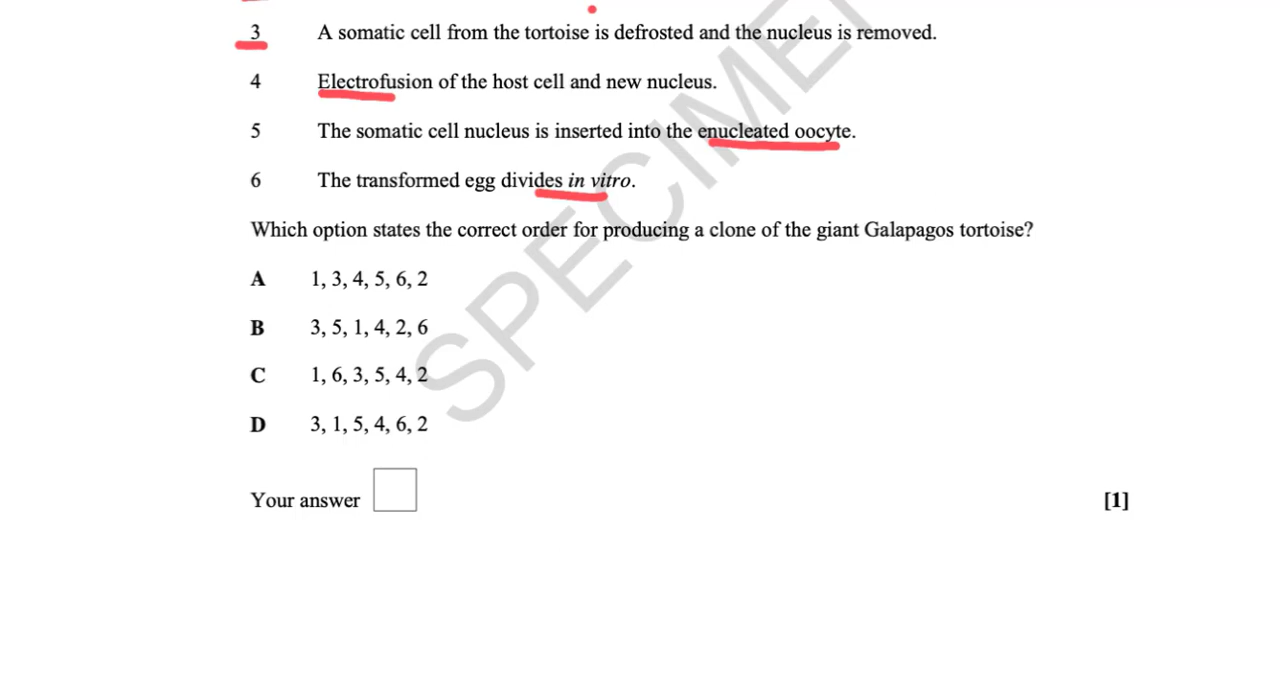 3 A somatic cell from the tortoise is defrosted and the nucleus is removed.
4 Electrofusion of the host cell and new nucleus.
5 The somatic cell nucleus is inserted into the enucleated oocyte.
6 The transformed egg divides in vitro.
Which option states the correct order for producing a clone of the giant Galapagos tortoise?
A 1, 3, 4, 5, 6, 2
B 3, 5, 1, 4, 2, 6
C 1, 6, 3, 5, 4, 2
D 3, 1, 5, 4, 6, 2
Your answer [1]
SPECIMEN